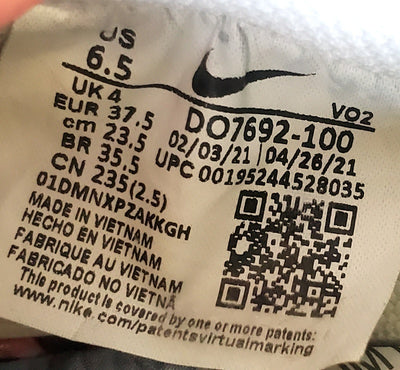 US
6.5
UK 4
EUR 37.5
cm 23.5
BR 35.5
CN 235(2.5)
01DMNXPZAKKGH
MADE IN VIETNAM
HECHO EN VIETNAM
FABRIQUE AU VIETNAM
FABRICADO NO VIETNÃ
This product is covered by one or more patents:
www.nike.com/patentsvirtualmarking
VO2
DO7692-100
02/03/21 04/26/21
UPC 00195244528035